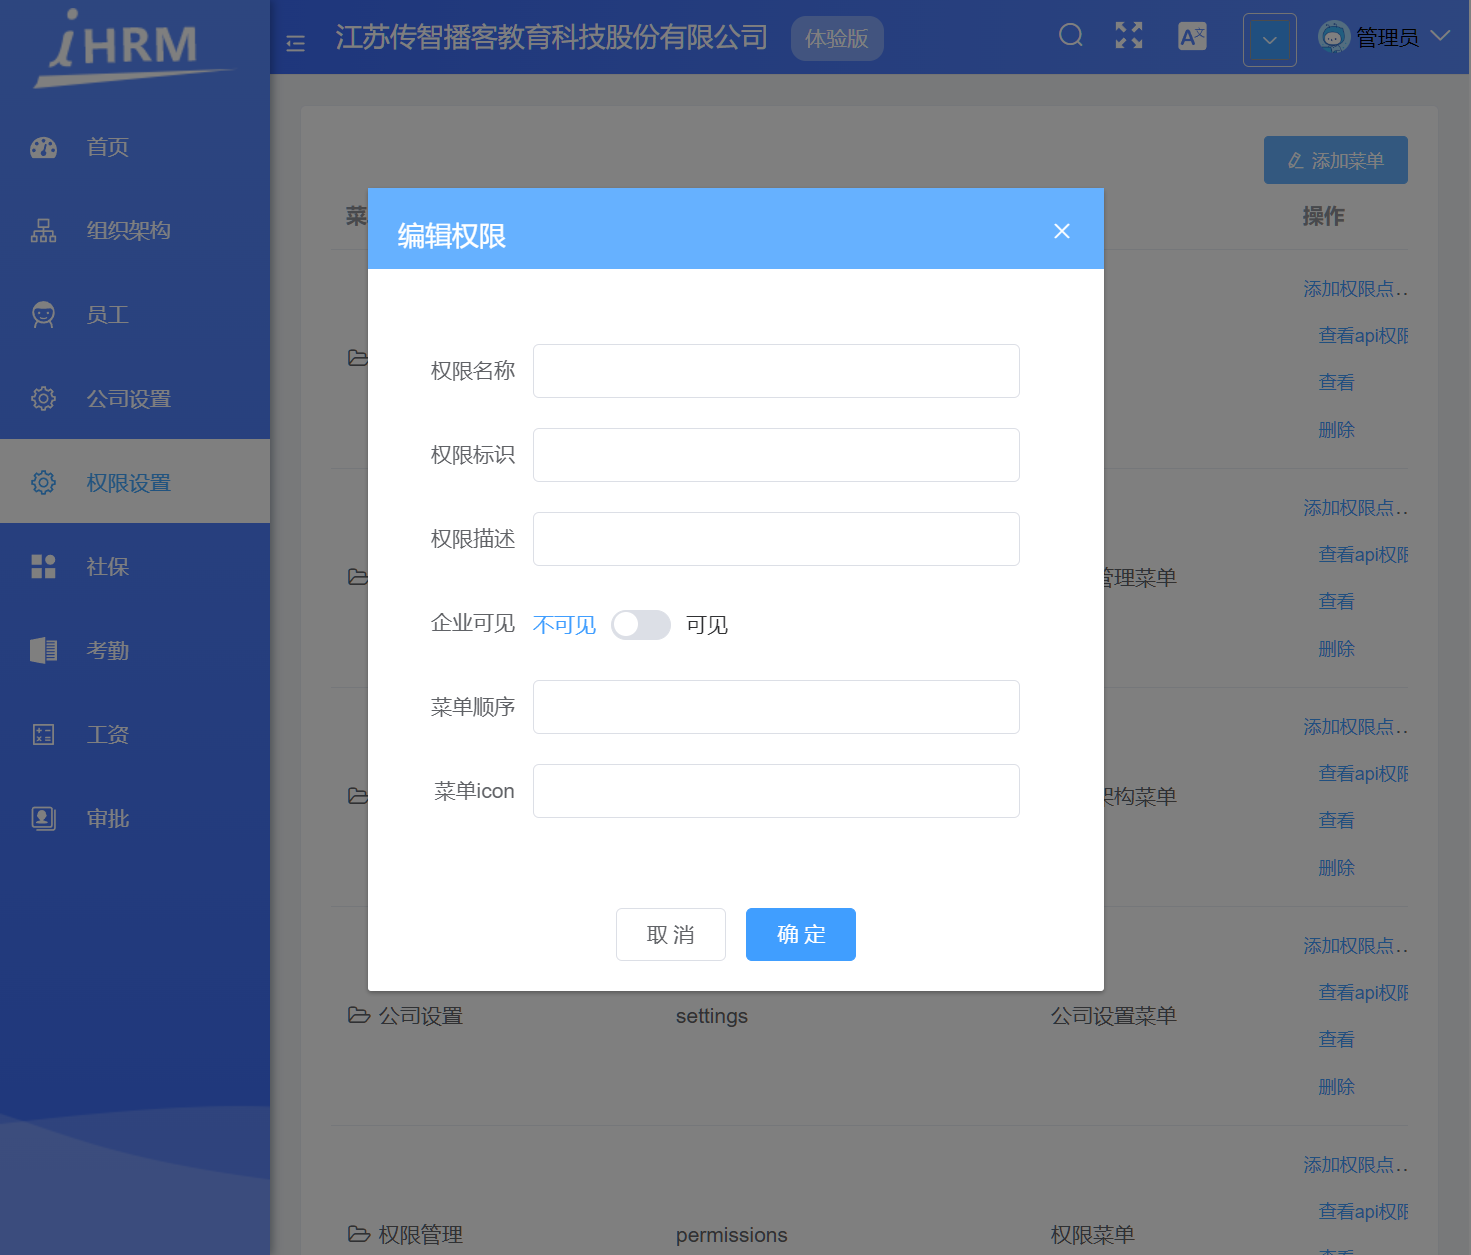 iHRM
江苏传智播客教育科技股份有限公司 体验版
管理员
首页
组织架构
员工
公司设置
权限设置
社保
考勤
工资
审批
添加菜单
菜
操作
添加权限点...
查看api权限
查看
删除
添加权限点...
查看api权限
管理菜单
查看
删除
添加权限点...
查看api权限
架构菜单
查看
删除
添加权限点...
查看api权限
公司设置 settings 公司设置菜单
查看
删除
添加权限点...
查看api权限
权限管理 permissions 权限菜单
查看
编辑权限
权限名称
权限标识
权限描述
企业可见 不可见 可见
菜单顺序
菜单icon
取 消 确 定